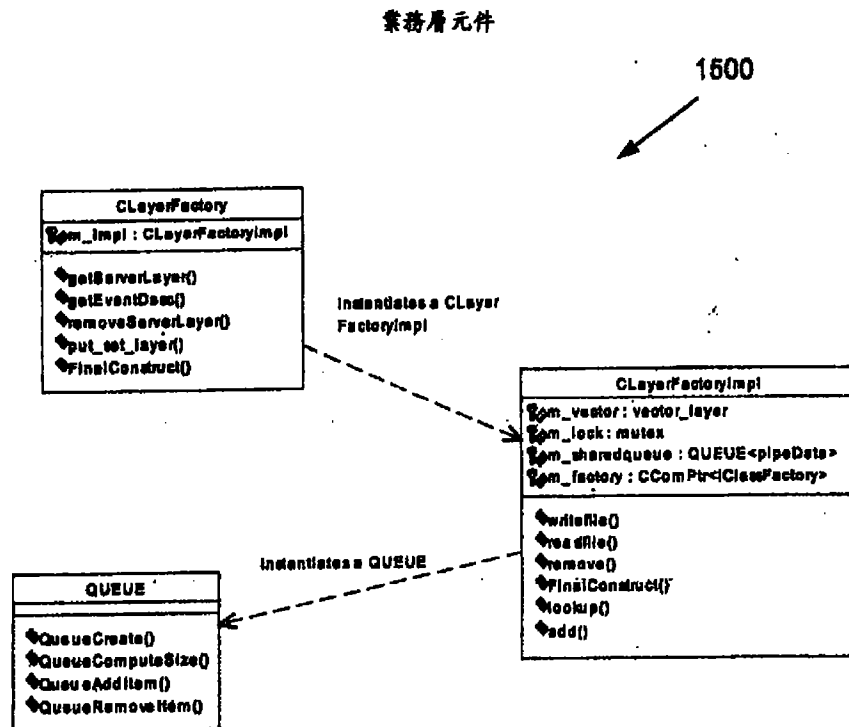 業務層元件
1500
CLayerFactory
m_impl : CLayerFactoryImpl
getServerLayer()
getEventDesc()
removeServerLayer()
put_set_layer()
FinalConstruct()
Instantiates a CLayer
FactoryImpl
CLayerFactoryImpl
m_vector : vector_layer
m_lock : mutex
m_sharedqueue : QUEUE<pipeData>
m_factory : CComPtr<IClassFactory>
writefile()
readfile()
remove()
FinalConstruct()
lookup()
add()
Instantiates a QUEUE
QUEUE
QueueCreate()
QueueComputeSize()
QueueAddItem()
QueueRemoveItem()